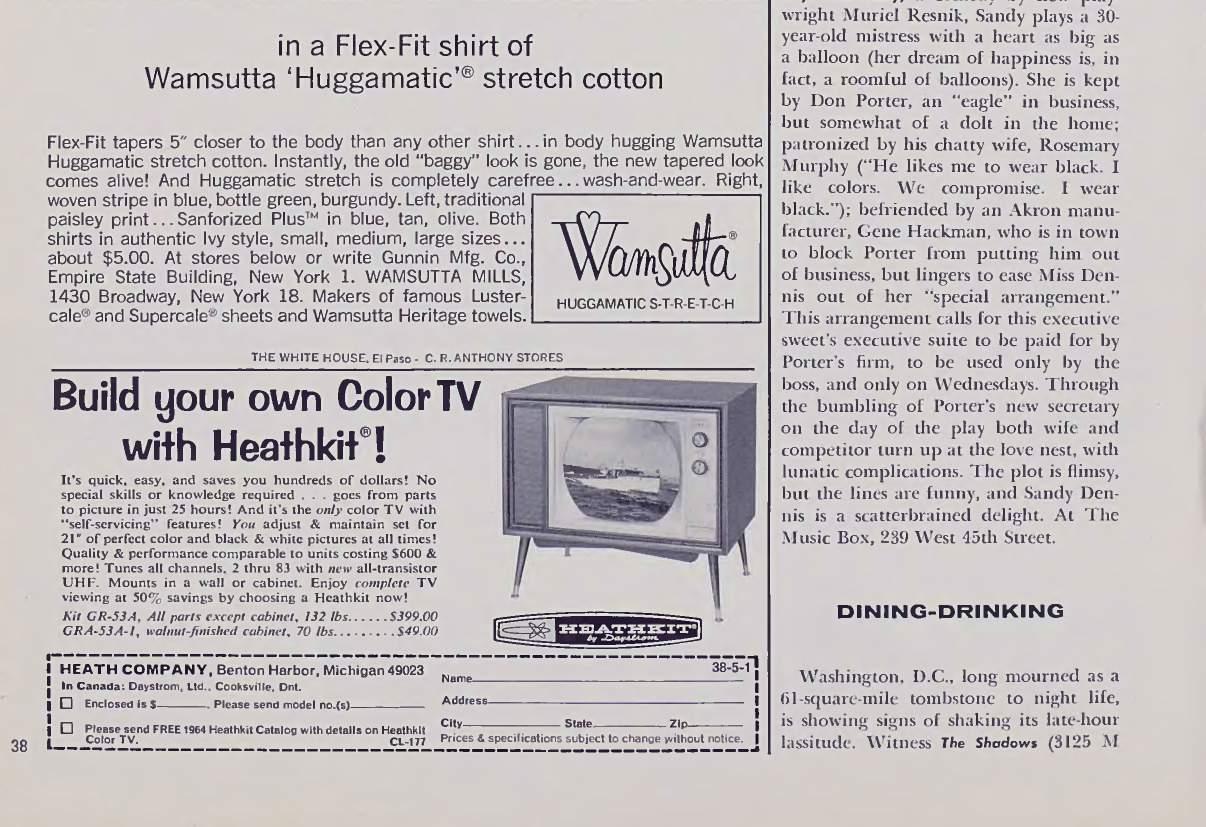 in a Flex-Fit shirt of
Wamsutta 'Huggamatic'® stretch cotton
Flex-Fit tapers 5″ closer to the body than any other shirt...in body hugging Wamsutta
Huggamatic stretch cotton. Instantly, the old "baggy" look is gone, the new tapered look
comes alive! And Huggamatic stretch is completely carefree...wash-and-wear. Right,
woven stripe in blue, bottle green, burgundy. Left, traditional
paisley print...Sanforized Plus™ in blue, tan, olive. Both
shirts in authentic Ivy style, small, medium, large sizes...
about $5.00. At stores below or write Gunnin Mfg. Co.,
Empire State Building, New York 1. WAMSUTTA MILLS,
1430 Broadway, New York 18. Makers of famous Luster-
cale® and Supercale® sheets and Wamsutta Heritage towels.
Wamsutta®
HUGGAMATIC S-T-R-E-T-C-H
THE WHITE HOUSE, El Paso - C. R. ANTHONY STORES
Build your own Color TV
with Heathkit®!
It's quick, easy, and saves you hundreds of dollars! No
special skills or knowledge required . . . goes from parts
to picture in just 25 hours! And it's the only color TV with
"self-servicing" features! You adjust & maintain set for
21″ of perfect color and black & white pictures at all times!
Quality & performance comparable to units costing $600 &
more! Tunes all channels, 2 thru 83 with new all-transistor
UHF. Mounts in a wall or cabinet. Enjoy complete TV
viewing at 50% savings by choosing a Heathkit now!
Kit GR-53A, All parts except cabinet, 132 lbs......$399.00
GRA-53A-1, walnut-finished cabinet, 70 lbs.........$49.00
HEATHKIT®
by Daystrom
HEATH COMPANY, Benton Harbor, Michigan 49023
In Canada: Daystrom, Ltd., Cooksville, Ont.
Enclosed is $______. Please send model no.(s)______
Please send FREE 1964 Heathkit Catalog with details on Heathkit
Color TV. CL-177
38-5-1
Name
Address
City State Zip
Prices & specifications subject to change without notice.
38
wright Muriel Resnik, Sandy plays a 30-
year-old mistress with a heart as big as
a balloon (her dream of happiness is, in
fact, a roomful of balloons). She is kept
by Don Porter, an "eagle" in business,
but somewhat of a dolt in the home;
patronized by his chatty wife, Rosemary
Murphy ("He likes me to wear black. I
like colors. We compromise. I wear
black."); befriended by an Akron manu-
facturer, Gene Hackman, who is in town
to block Porter from putting him out
of business, but lingers to ease Miss Den-
nis out of her "special arrangement."
This arrangement calls for this executive
sweet's executive suite to be paid for by
Porter's firm, to be used only by the
boss, and only on Wednesdays. Through
the bumbling of Porter's new secretary
on the day of the play both wife and
competitor turn up at the love nest, with
lunatic complications. The plot is flimsy,
but the lines are funny, and Sandy Den-
nis is a scatterbrained delight. At The
Music Box, 239 West 45th Street.
DINING-DRINKING
Washington, D.C., long mourned as a
61-square-mile tombstone to night life,
is showing signs of shaking its late-hour
lassitude. Witness The Shadows (3125 M